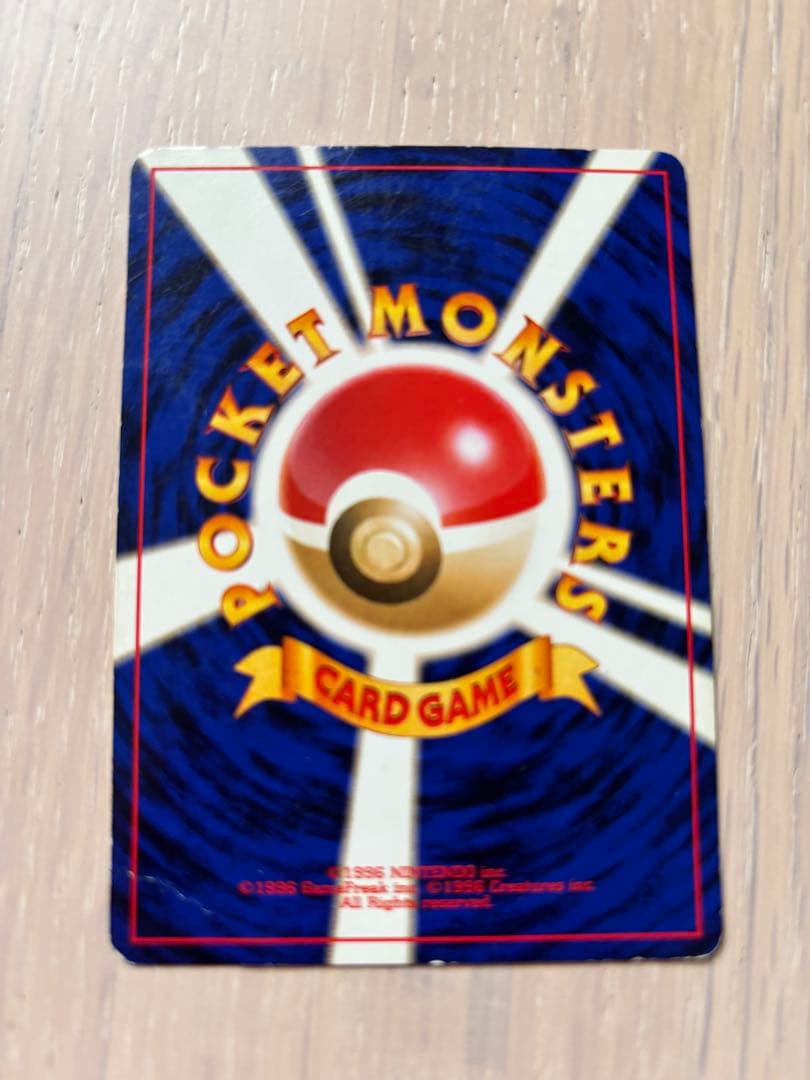 POCKET MONSTERS
CARD GAME
©1996 NINTENDO inc.
©1996 GameFreak inc. ©1996 Creatures inc.
All Rights reserved.